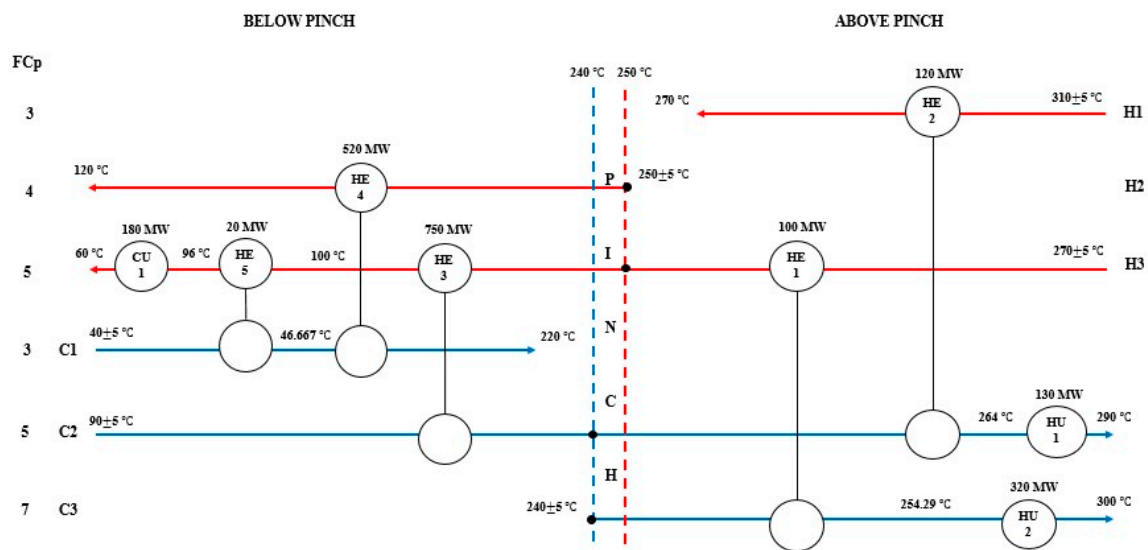 BELOW PINCH ABOVE PINCH
FCp 240 °C 250 °C
120 MW
3 270 °C HE 2 310±5 °C H1
520 MW
4 120 °C HE 4 P 250±5 °C H2
180 MW 20 MW 750 MW 100 MW
5 60 °C CU 1 96 °C HE 5 100 °C HE 3 I HE 1 270±5 °C H3
3 C1 40±5 °C 46.667 °C 220 °C N
130 MW
5 C2 90±5 °C C 264 °C HU 1 290 °C
320 MW
7 C3 H 240±5 °C 254.29 °C HU 2 300 °C